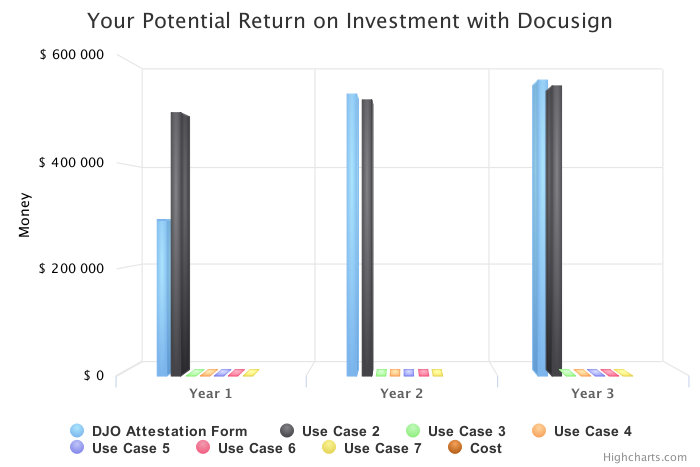 Your Potential Return on Investment with Docusign
$ 600 000
$ 400 000
$ 200 000
$ 0
Money
Year 1
Year 2
Year 3
DJO Attestation Form Use Case 2 Use Case 3 Use Case 4
Use Case 5 Use Case 6 Use Case 7 Cost
Highcharts.com